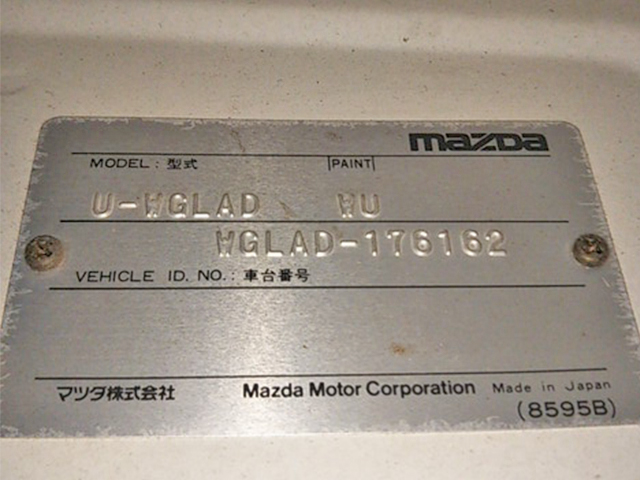 mazda
MODEL: 型式 PAINT
U-WGLAD WU
WGLAD-176162
VEHICLE ID. NO.: 車台番号
マツダ株式会社 Mazda Motor Corporation Made in Japan
(8595B)